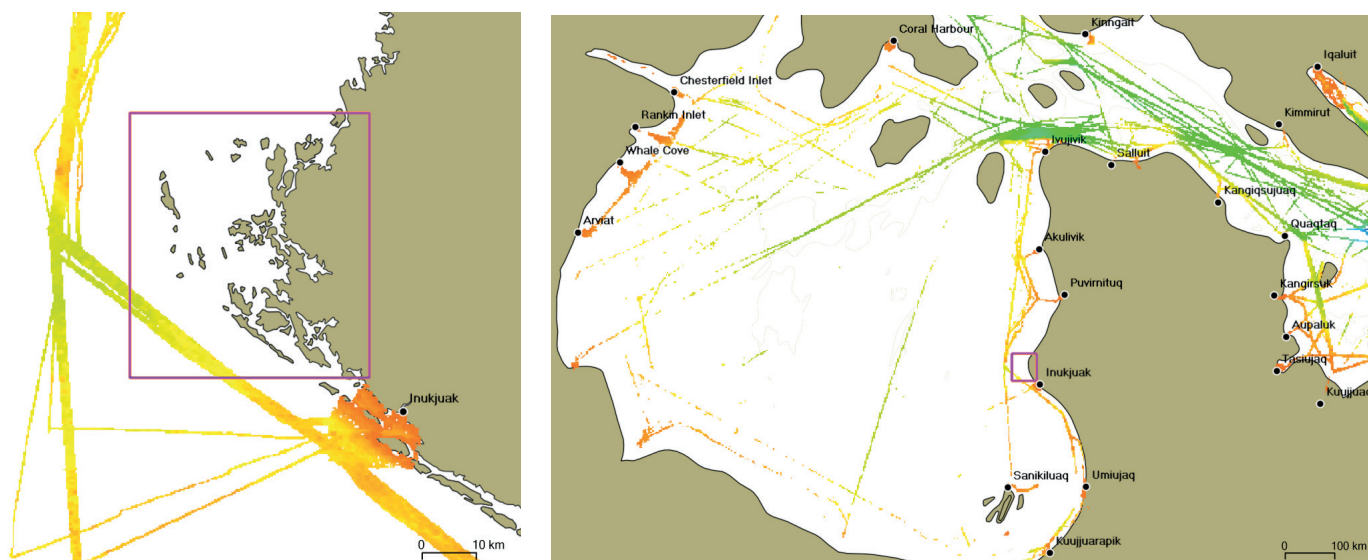 Inukjuak
0 10 km
Kinngait
Coral Harbour
Iqaluit
Chesterfield Inlet
Rankin Inlet
Kimmirut
Ivujivik
Whale Cove
Salluit
Kangiqsujuaq
Arviat
Quaqtaq
Akulivik
Puvirnituq
Kangirsuk
Aupaluk
Tasiujaq
Inukjuak
Kuujjuaq
Sanikiluaq
Umiujaq
Kuujjuarapik
0 100 km